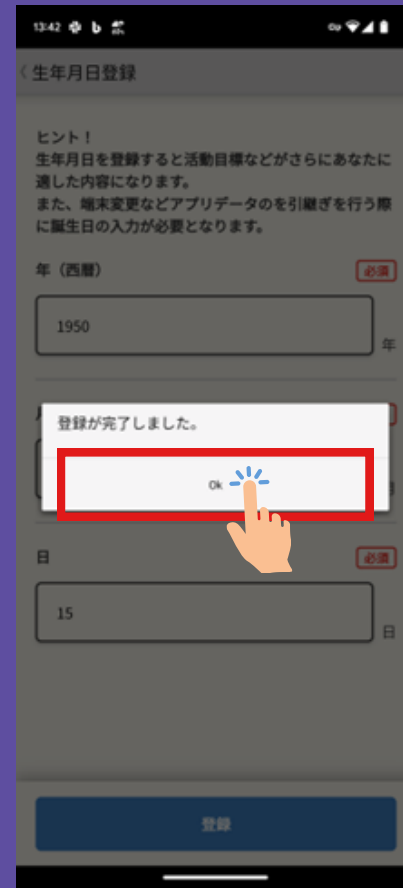 13:42
生年月日登録
ヒント！
生年月日を登録すると活動目標などがさらにあなたに
適した内容になります。
また、端末変更などアプリデータのを引継ぎを行う際
に誕生日の入力が必要となります。
年（西暦）
必須
1950
年
登録が完了しました。
Ok
日
必須
15
日
登録